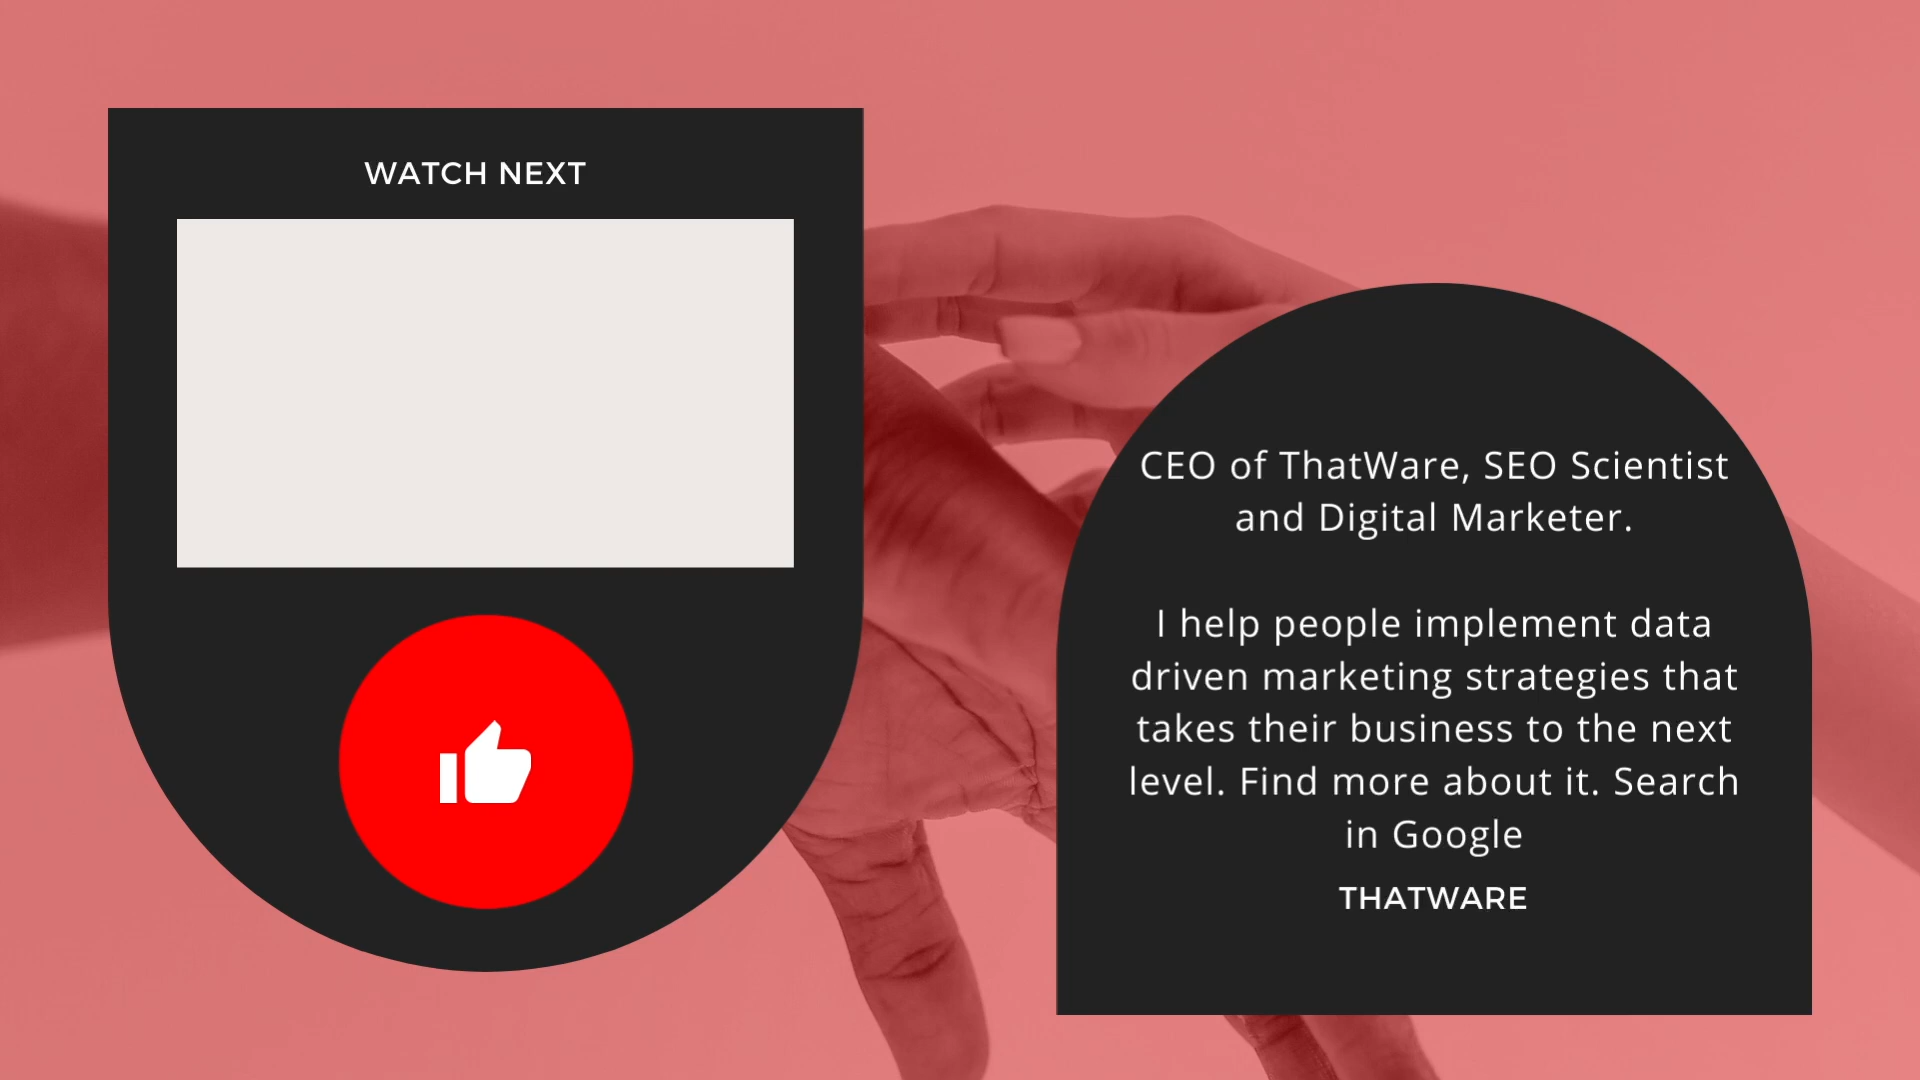 WATCH NEXT
CEO of ThatWare, SEO Scientist
and Digital Marketer.
I help people implement data
driven marketing strategies that
takes their business to the next
level. Find more about it. Search
in Google
THATWARE